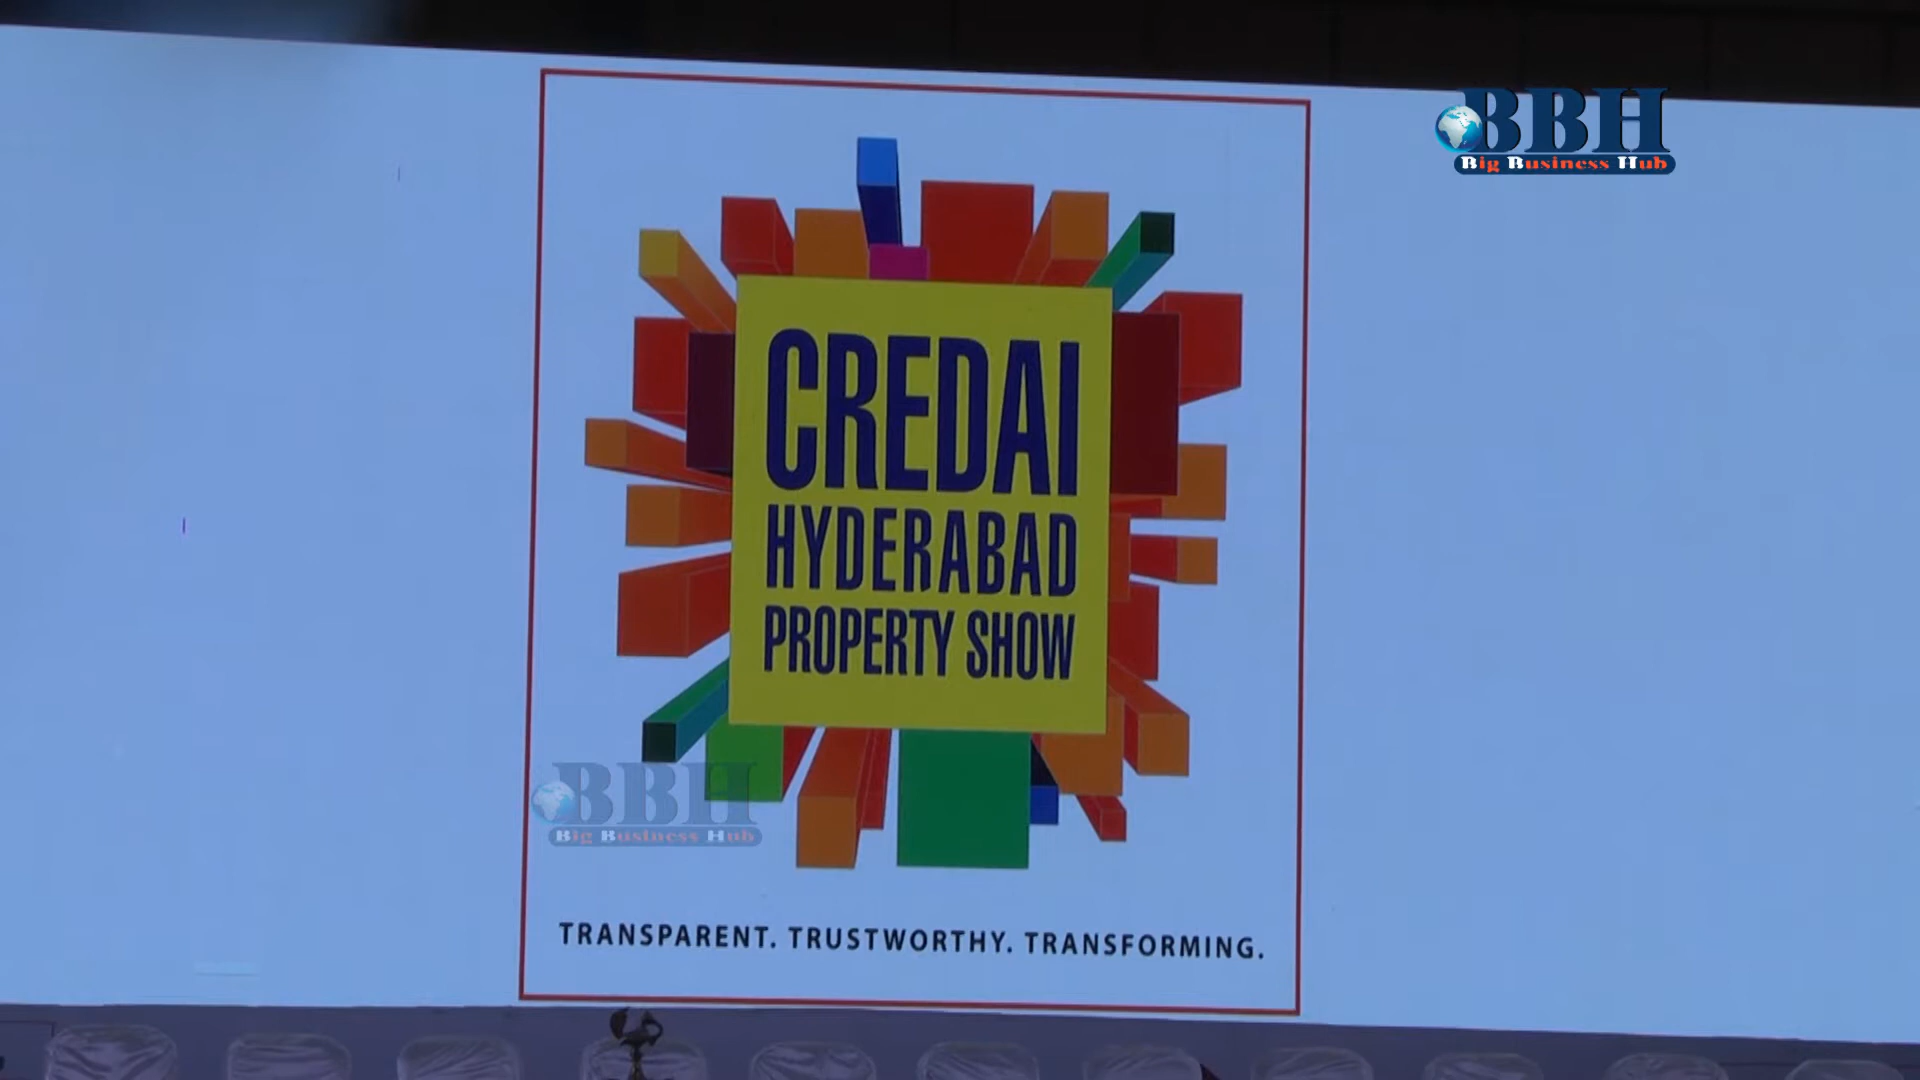 BBH
Big Business Hub
CREDAI
HYDERABAD
PROPERTY SHOW
BBH
Big Business Hub
TRANSPARENT. TRUSTWORTHY. TRANSFORMING.